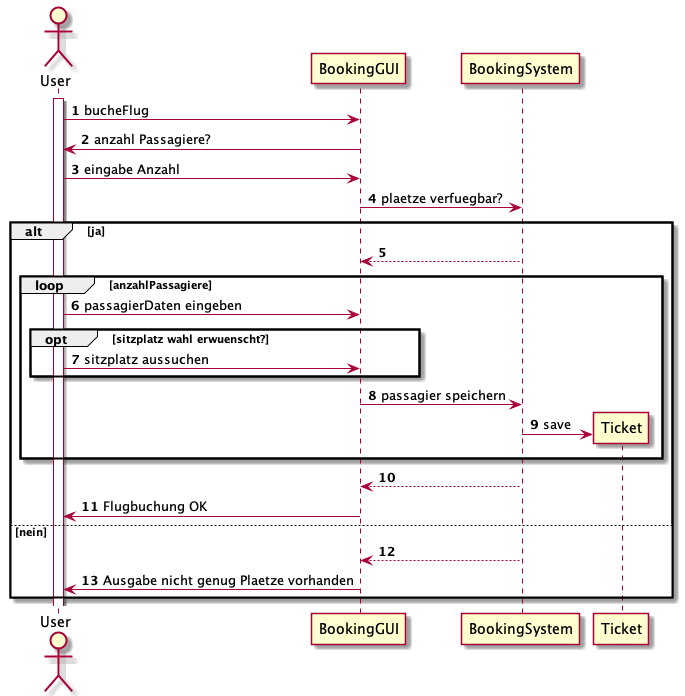 User
BookingGUI
BookingSystem
1 bucheFlug
2 anzahl Passagiere?
3 eingabe Anzahl
4 plaetze verfuegbar?
alt [ja]
5
loop [anzahlPassagiere]
6 passagierDaten eingeben
opt [sitzplatz wahl erwuenscht?]
7 sitzplatz aussuchen
8 passagier speichern
9 save
Ticket
10
11 Flugbuchung OK
[nein]
12
13 Ausgabe nicht genug Plaetze vorhanden
User
BookingGUI
BookingSystem
Ticket